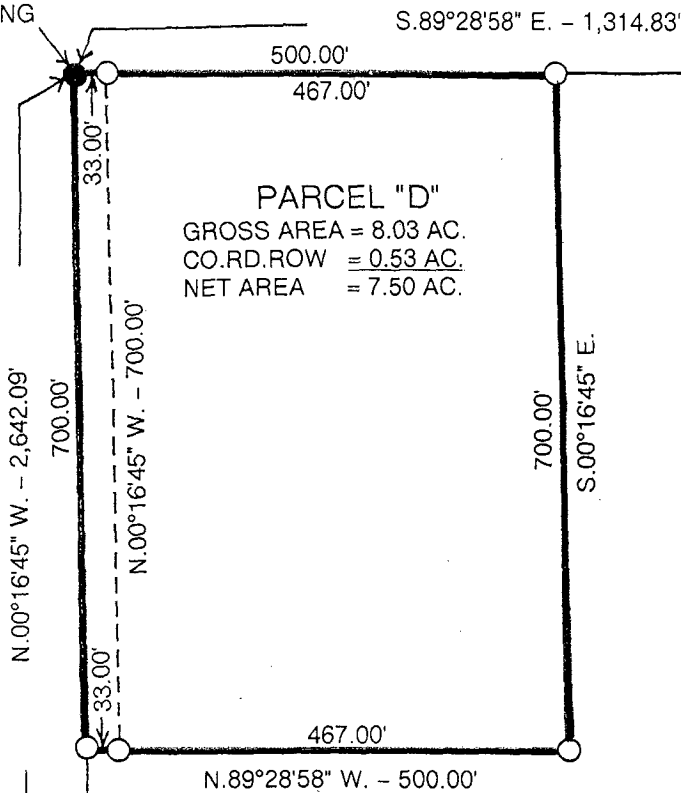 NG
S.89°28'58" E. – 1,314.83'
500.00'
467.00'
33.00'
PARCEL "D"
GROSS AREA = 8.03 AC.
CO.RD.ROW = 0.53 AC.
NET AREA = 7.50 AC.
N.00°16'45" W. – 2,642.09'
700.00'
N.00°16'45" W. – 700.00'
700.00'
S.00°16'45" E.
33.00'
467.00'
N.89°28'58" W. – 500.00'